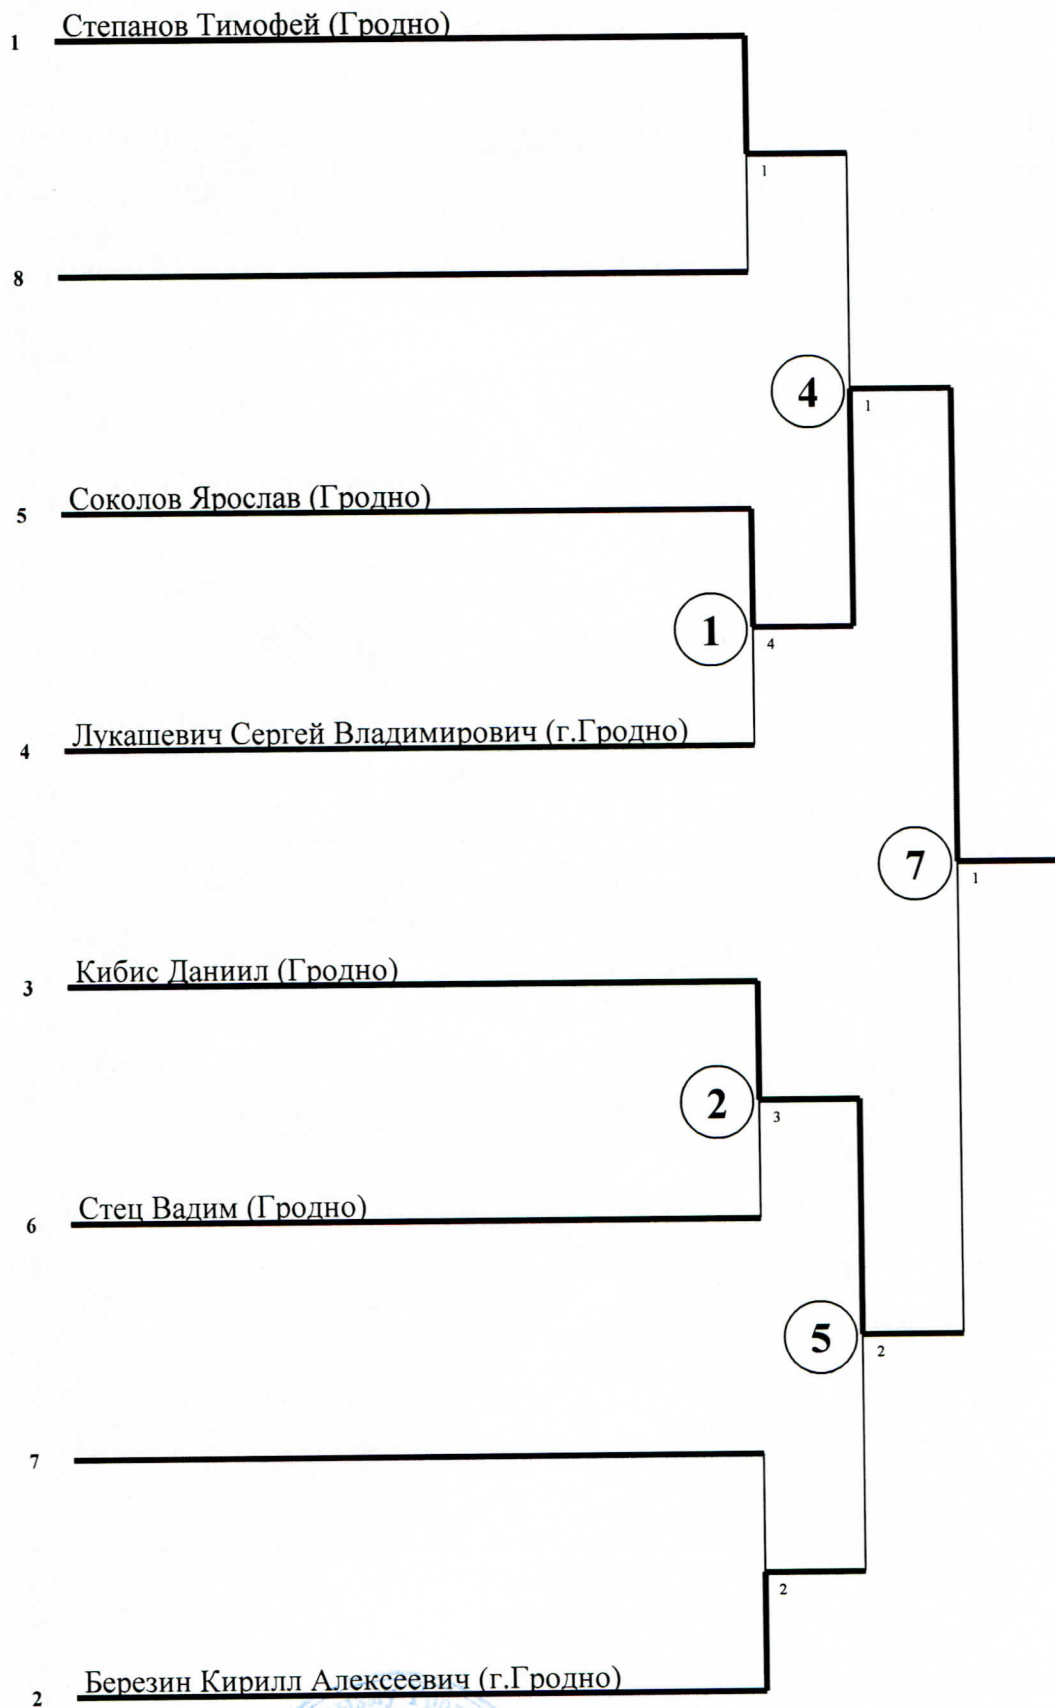 1 Степанов Тимофей (Гродно)
1
8
4
1
5 Соколов Ярослав (Гродно)
1
4
4 Лукашевич Сергей Владимирович (г.Гродно)
7
1
3 Кибис Даниил (Гродно)
2
3
6 Стец Вадим (Гродно)
5
2
7
2
2 Березин Кирилл Алексеевич (г.Гродно)